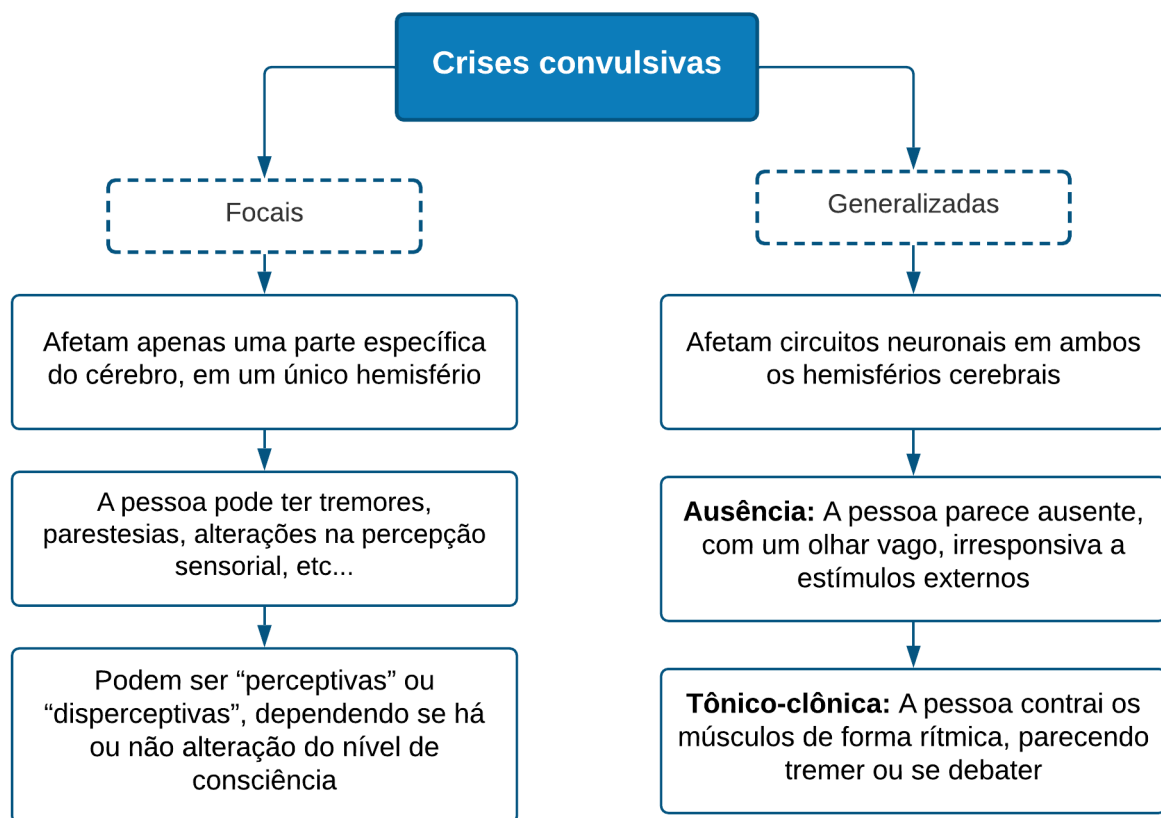 Crises convulsivas
Focais
Afetam apenas uma parte específica
do cérebro, em um único hemisfério
A pessoa pode ter tremores,
parestesias, alterações na percepção
sensorial, etc...
Podem ser “perceptivas” ou
“disperceptivas”, dependendo se há
ou não alteração do nível de
consciência
Generalizadas
Afetam circuitos neuronais em ambos
os hemisférios cerebrais
Ausência: A pessoa parece ausente,
com um olhar vago, irresponsiva a
estímulos externos
Tônico-clônica: A pessoa contrai os
músculos de forma rítmica, parecendo
tremer ou se debater